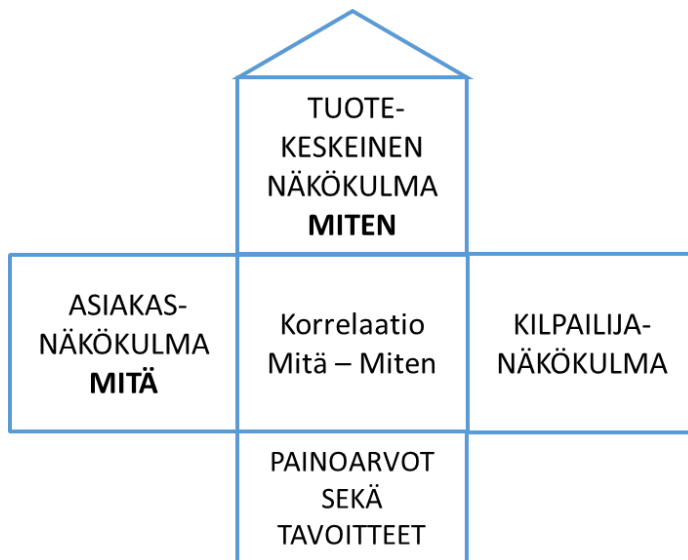 TUOTE-
KESKEINEN
NÄKÖKULMA
MITEN
ASIAKAS-
NÄKÖKULMA
MITÄ
Korrelaatio
Mitä – Miten
KILPAILIJA-
NÄKÖKULMA
PAINOARVOT
SEKÄ
TAVOITTEET